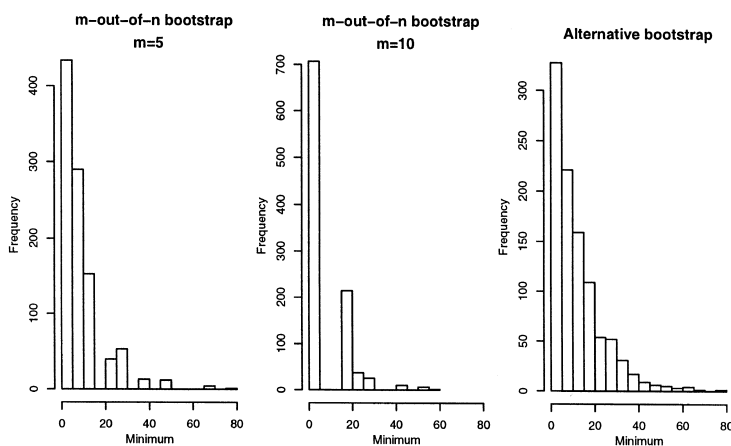 m-out-of-n bootstrap
m=5
Frequency
0 100 200 300 400
0 20 40 60 80
Minimum
m-out-of-n bootstrap
m=10
Frequency
0 100 200 300 400 500 600 700
0 20 40 60 80
Minimum
Alternative bootstrap
Frequency
0 50 100 150 200 250 300
0 20 40 60 80
Minimum